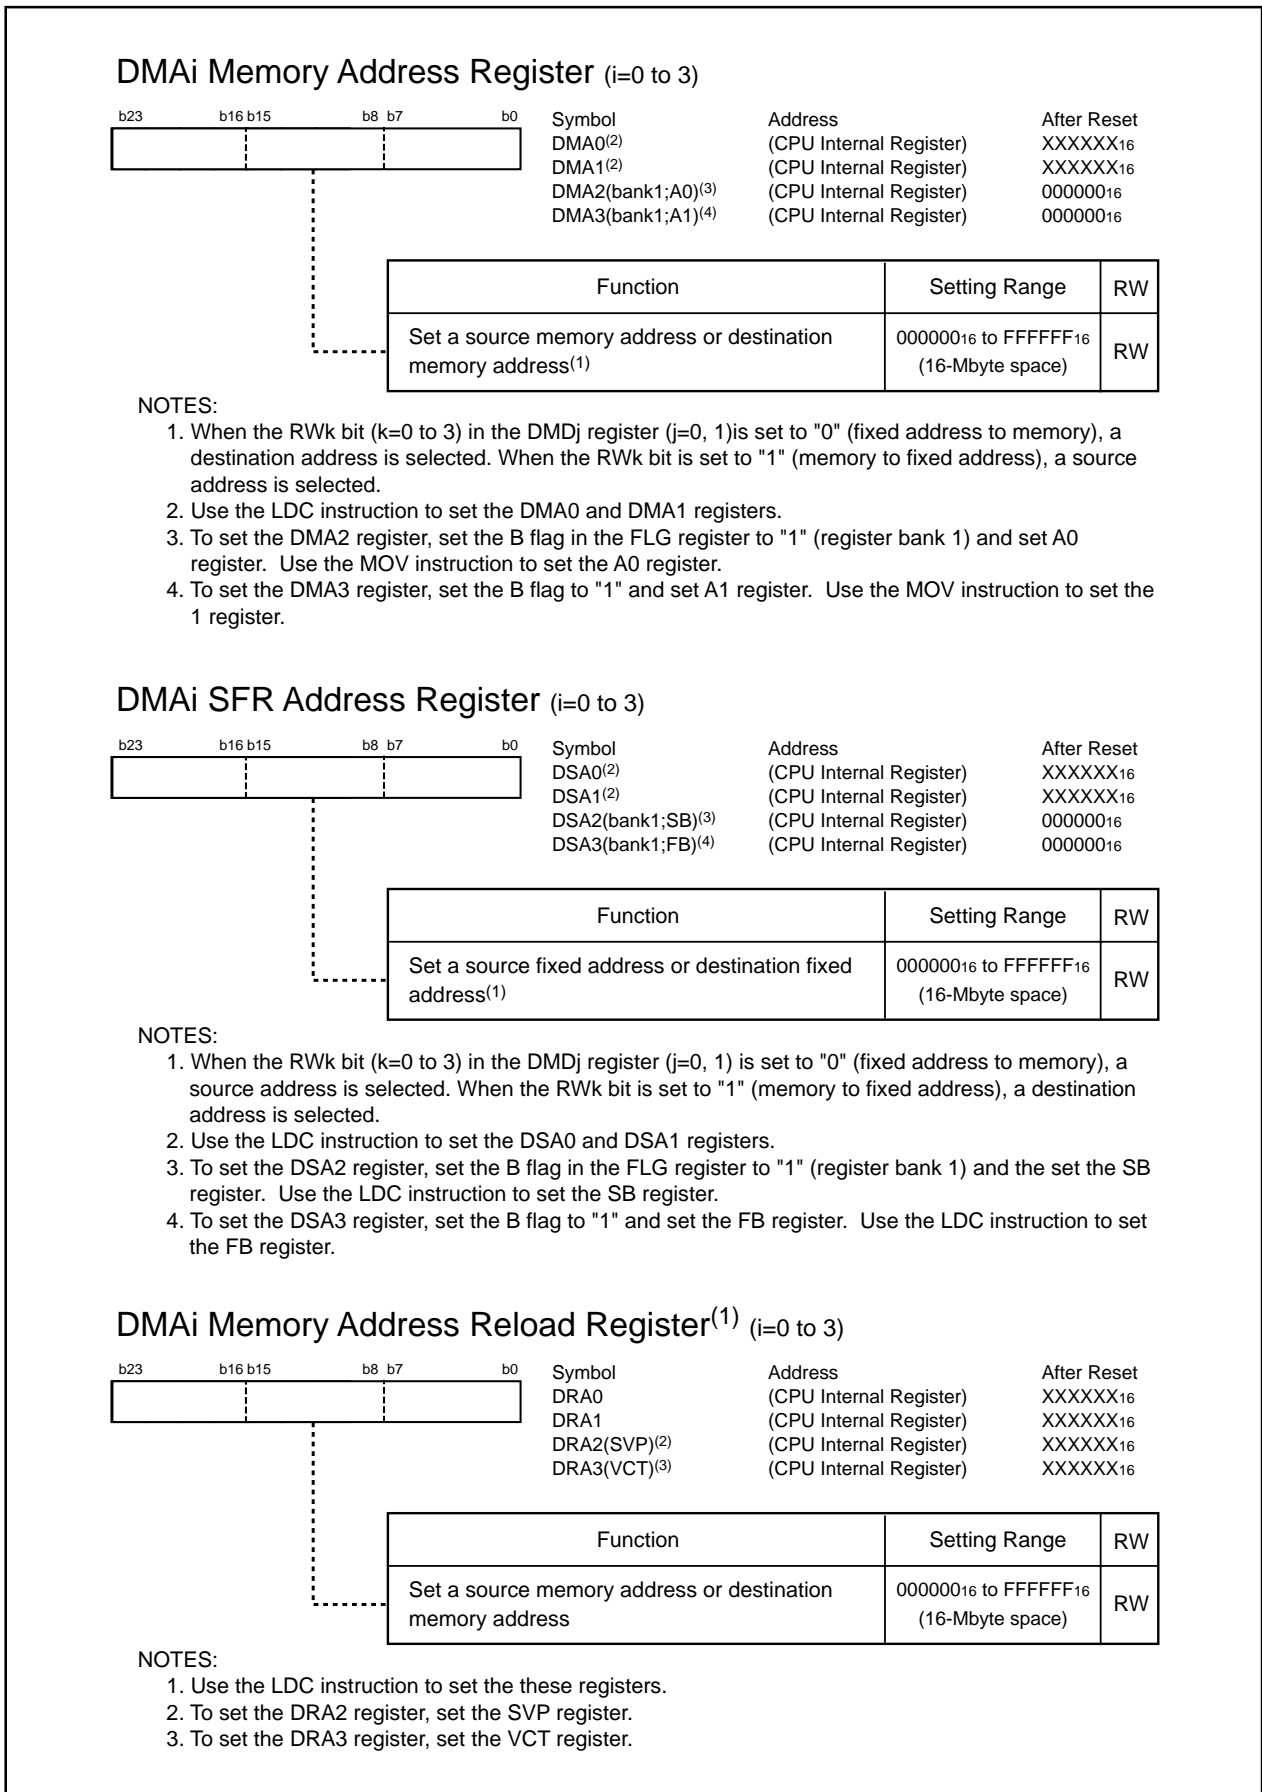 DMAi Memory Address Register (i=0 to 3)
b23 b16 b15 b8 b7 b0
Symbol Address After Reset
DMA0(2) (CPU Internal Register) XXXXXX16
DMA1(2) (CPU Internal Register) XXXXXX16
DMA2(bank1;A0)(3) (CPU Internal Register) 00000016
DMA3(bank1;A1)(4) (CPU Internal Register) 00000016
Function Setting Range RW
Set a source memory address or destination
memory address(1)
00000016 to FFFFFF16
(16-Mbyte space)
RW
NOTES:
1. When the RWk bit (k=0 to 3) in the DMDj register (j=0, 1)is set to "0" (fixed address to memory), a
destination address is selected. When the RWk bit is set to "1" (memory to fixed address), a source
address is selected.
2. Use the LDC instruction to set the DMA0 and DMA1 registers.
3. To set the DMA2 register, set the B flag in the FLG register to "1" (register bank 1) and set A0
register. Use the MOV instruction to set the A0 register.
4. To set the DMA3 register, set the B flag to "1" and set A1 register. Use the MOV instruction to set the
1 register.
DMAi SFR Address Register (i=0 to 3)
b23 b16 b15 b8 b7 b0
Symbol Address After Reset
DSA0(2) (CPU Internal Register) XXXXXX16
DSA1(2) (CPU Internal Register) XXXXXX16
DSA2(bank1;SB)(3) (CPU Internal Register) 00000016
DSA3(bank1;FB)(4) (CPU Internal Register) 00000016
Function Setting Range RW
Set a source fixed address or destination fixed
address(1)
00000016 to FFFFFF16
(16-Mbyte space)
RW
NOTES:
1. When the RWk bit (k=0 to 3) in the DMDj register (j=0, 1) is set to "0" (fixed address to memory), a
source address is selected. When the RWk bit is set to "1" (memory to fixed address), a destination
address is selected.
2. Use the LDC instruction to set the DSA0 and DSA1 registers.
3. To set the DSA2 register, set the B flag in the FLG register to "1" (register bank 1) and the set the SB
register. Use the LDC instruction to set the SB register.
4. To set the DSA3 register, set the B flag to "1" and set the FB register. Use the LDC instruction to set
the FB register.
DMAi Memory Address Reload Register(1) (i=0 to 3)
b23 b16 b15 b8 b7 b0
Symbol Address After Reset
DRA0 (CPU Internal Register) XXXXXX16
DRA1 (CPU Internal Register) XXXXXX16
DRA2(SVP)(2) (CPU Internal Register) XXXXXX16
DRA3(VCT)(3) (CPU Internal Register) XXXXXX16
Function Setting Range RW
Set a source memory address or destination
memory address
00000016 to FFFFFF16
(16-Mbyte space)
RW
NOTES:
1. Use the LDC instruction to set the these registers.
2. To set the DRA2 register, set the SVP register.
3. To set the DRA3 register, set the VCT register.